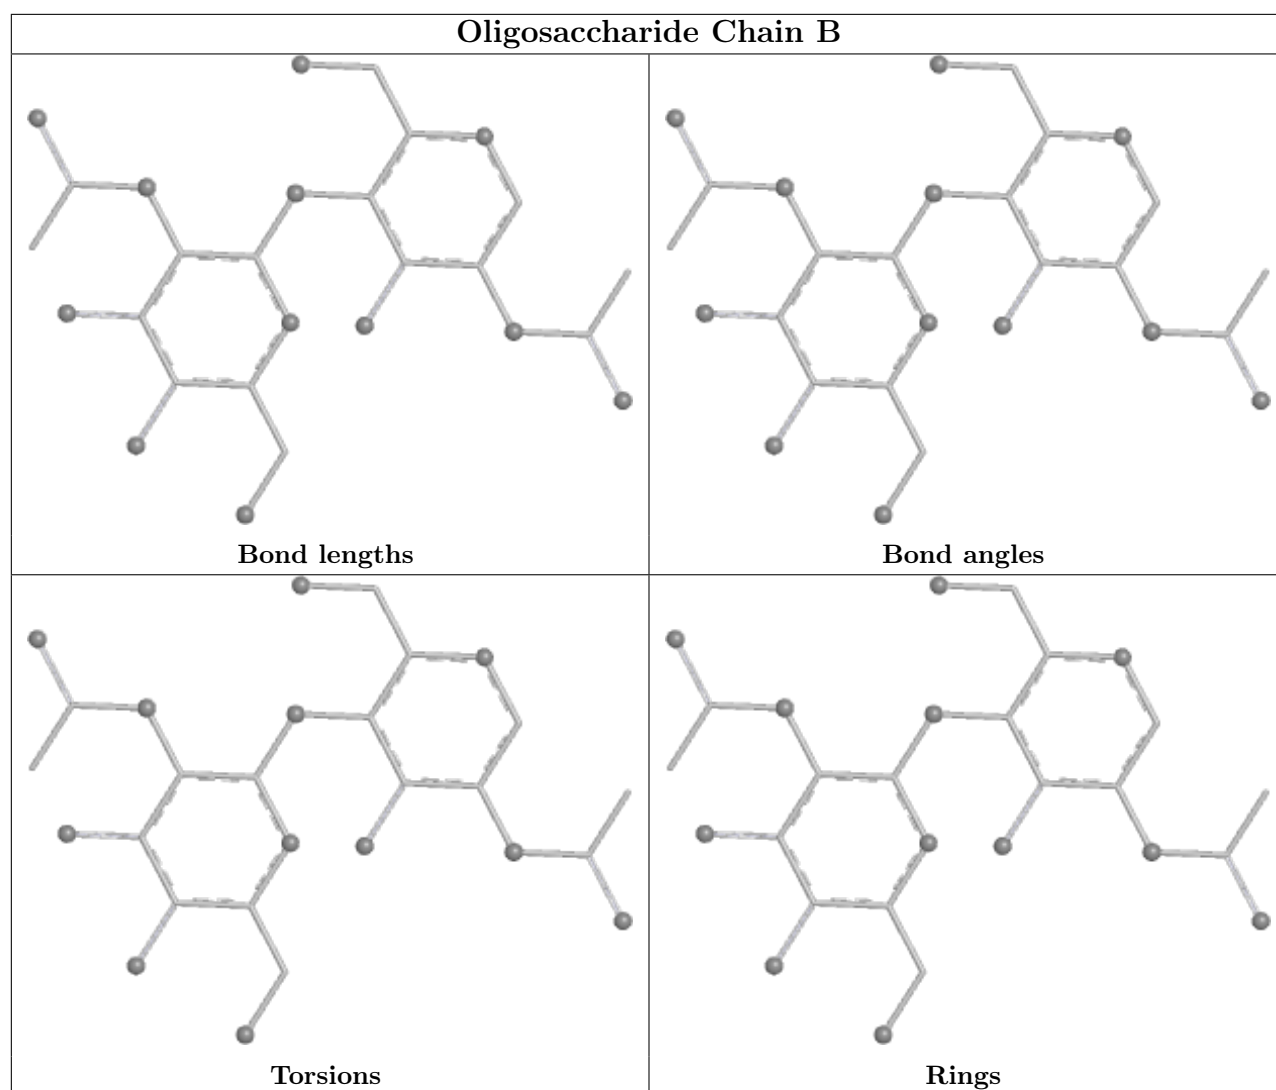 Oligosaccharide Chain B
Bond lengths
Bond angles
Torsions
Rings